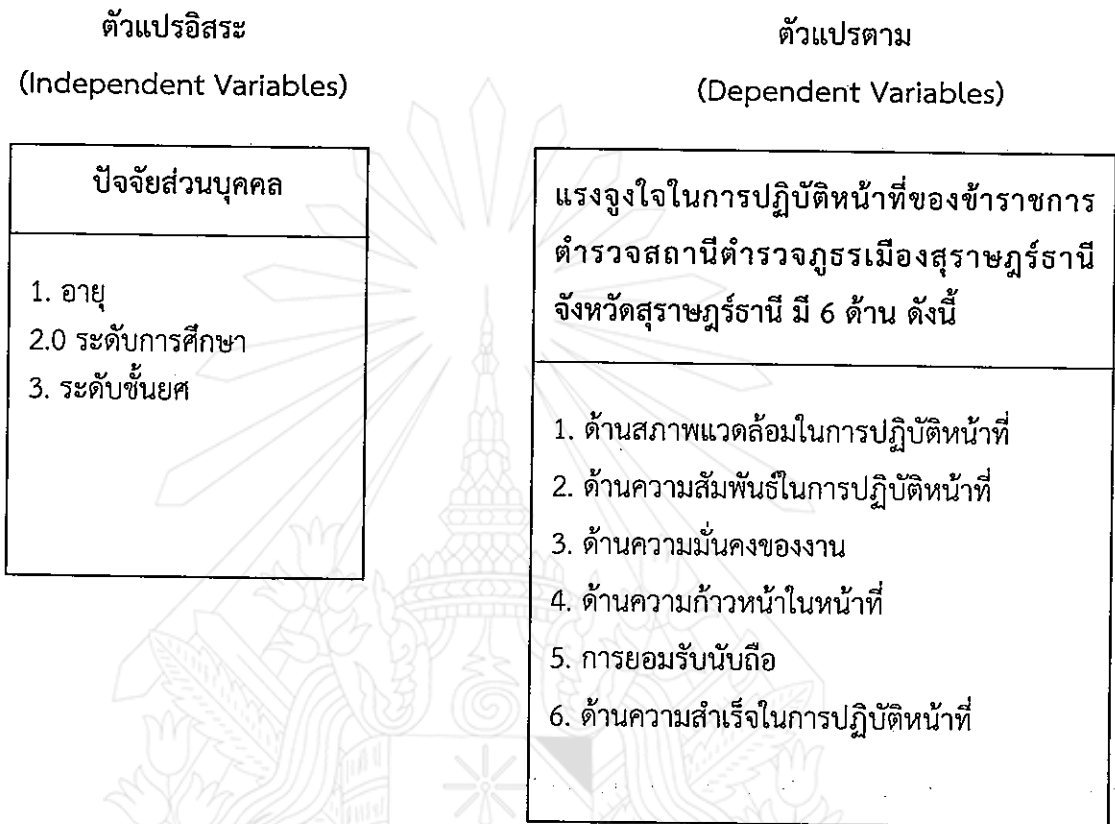 ตัวแปรอิสระ
(Independent Variables)
ปัจจัยส่วนบุคคล
1. อายุ
2.0 ระดับการศึกษา
3. ระดับชั้นยศ
ตัวแปรตาม
(Dependent Variables)
แรงจูงใจในการปฏิบัติหน้าที่ของข้าราชการ
ตำรวจสถานีตำรวจภูธรเมืองสุราษฎร์ธานี
จังหวัดสุราษฎร์ธานี มี 6 ด้าน ดังนี้
1. ด้านสภาพแวดล้อมในการปฏิบัติหน้าที่
2. ด้านความสัมพันธ์ในการปฏิบัติหน้าที่
3. ด้านความมั่นคงของงาน
4. ด้านความก้าวหน้าในหน้าที่
5. การยอมรับนับถือ
6. ด้านความสำเร็จในการปฏิบัติหน้าที่